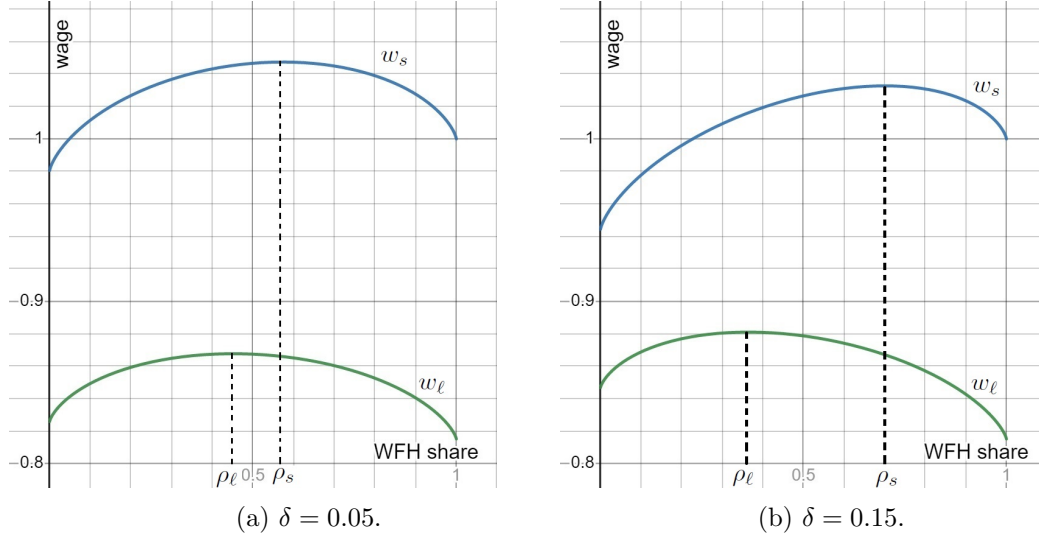 wage
w_s
1
0.9
w_ℓ
WFH share
0.8
ρ_ℓ 0.5 ρ_s 1
(a) δ = 0.05.
wage
w_s
1
0.9
w_ℓ
WFH share
0.8
ρ_ℓ 0.5 ρ_s 1
(b) δ = 0.15.